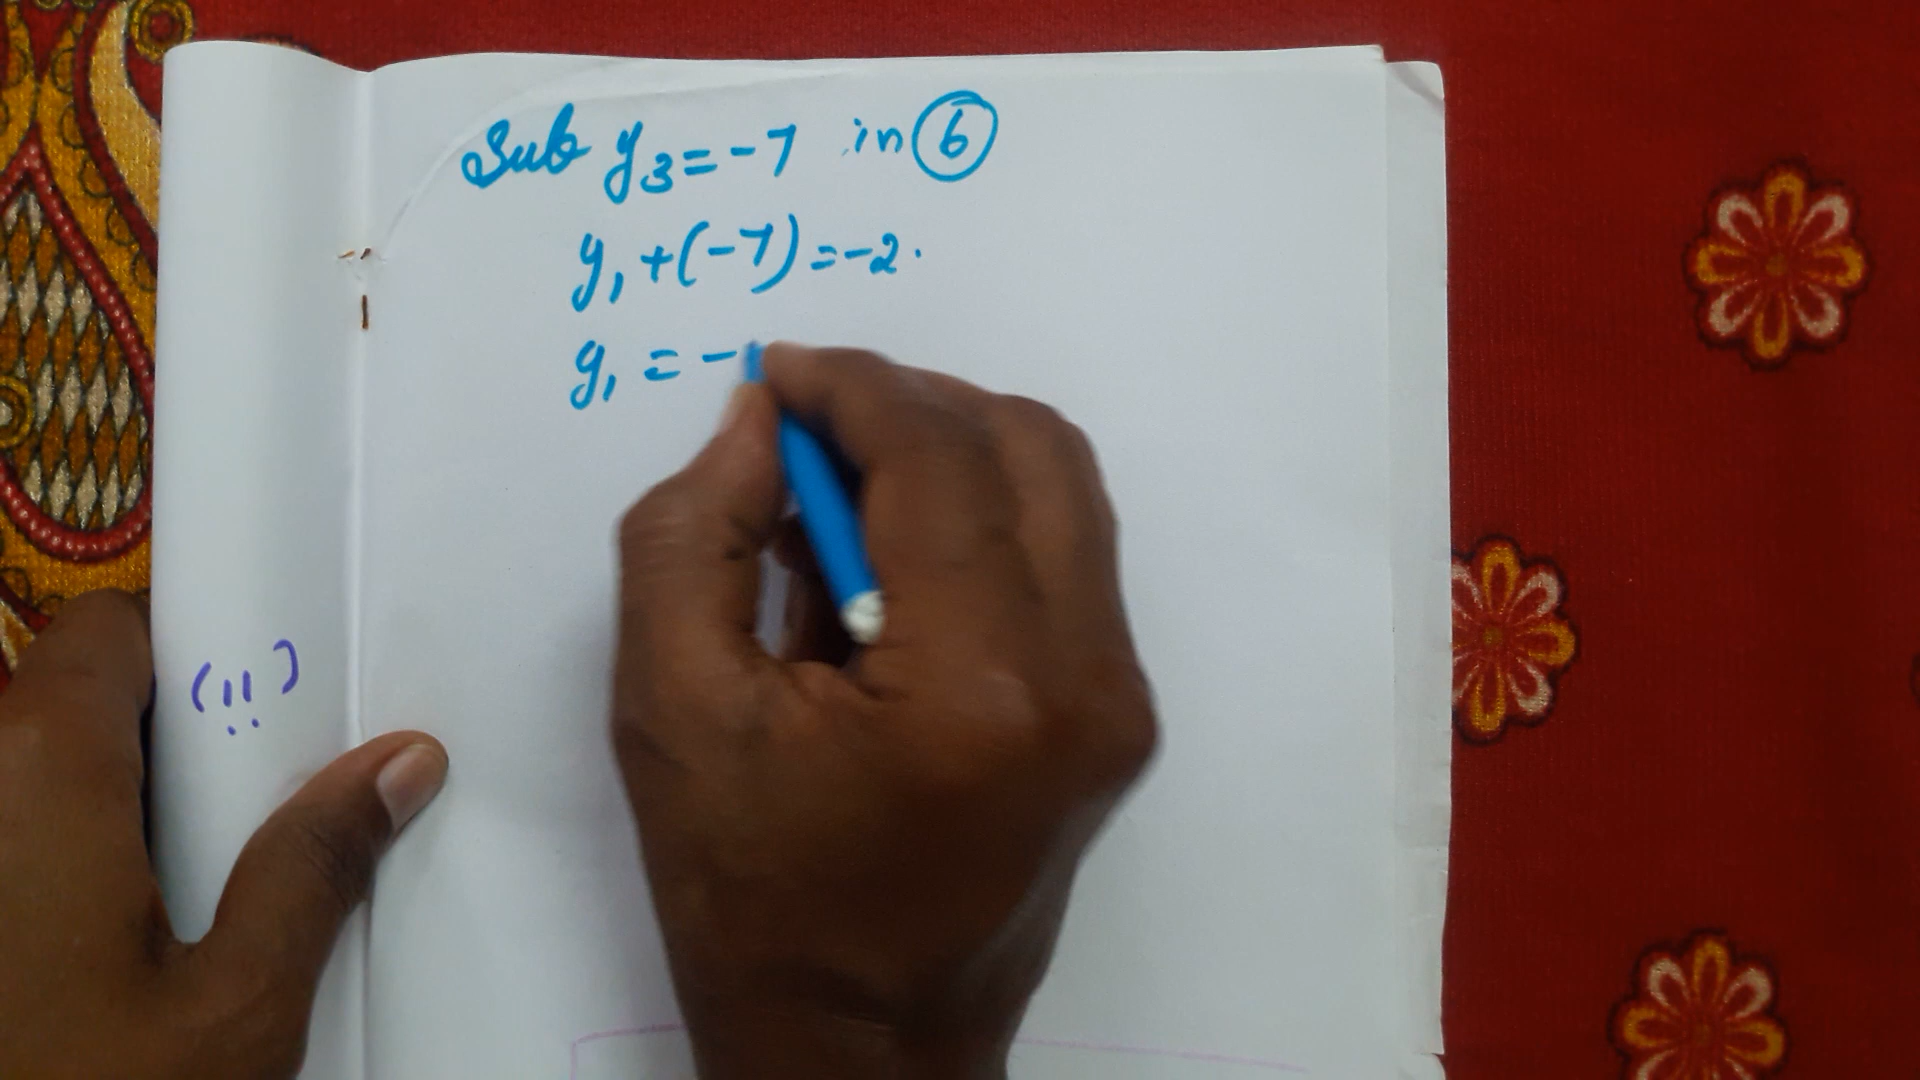 (ii)
Sub y₃ = -7 in ⑥
y₁ + (-7) = -2.
y₁ = -